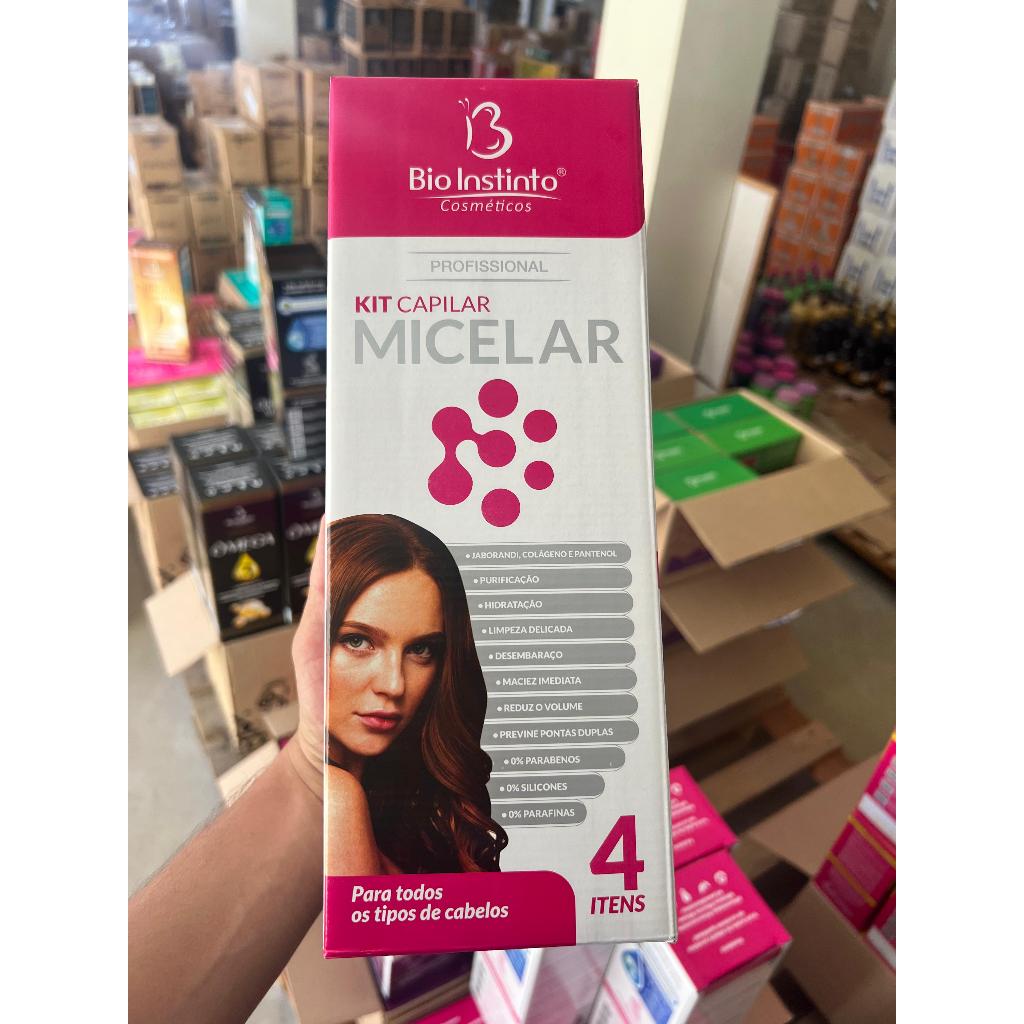 Bio Instinto®
Cosméticos
PROFISSIONAL
KIT CAPILAR
MICELAR
• JABORANDI, COLÁGENO E PANTENOL
• PURIFICAÇÃO
• HIDRATAÇÃO
• LIMPEZA DELICADA
• DESEMBARAÇO
• MACIEZ IMEDIATA
• REDUZ O VOLUME
• PREVINE PONTAS DUPLAS
• 0% PARABENOS
• 0% SILICONES
• 0% PARAFINAS
4
ITENS
Para todos
os tipos de cabelos
ÔMEGA